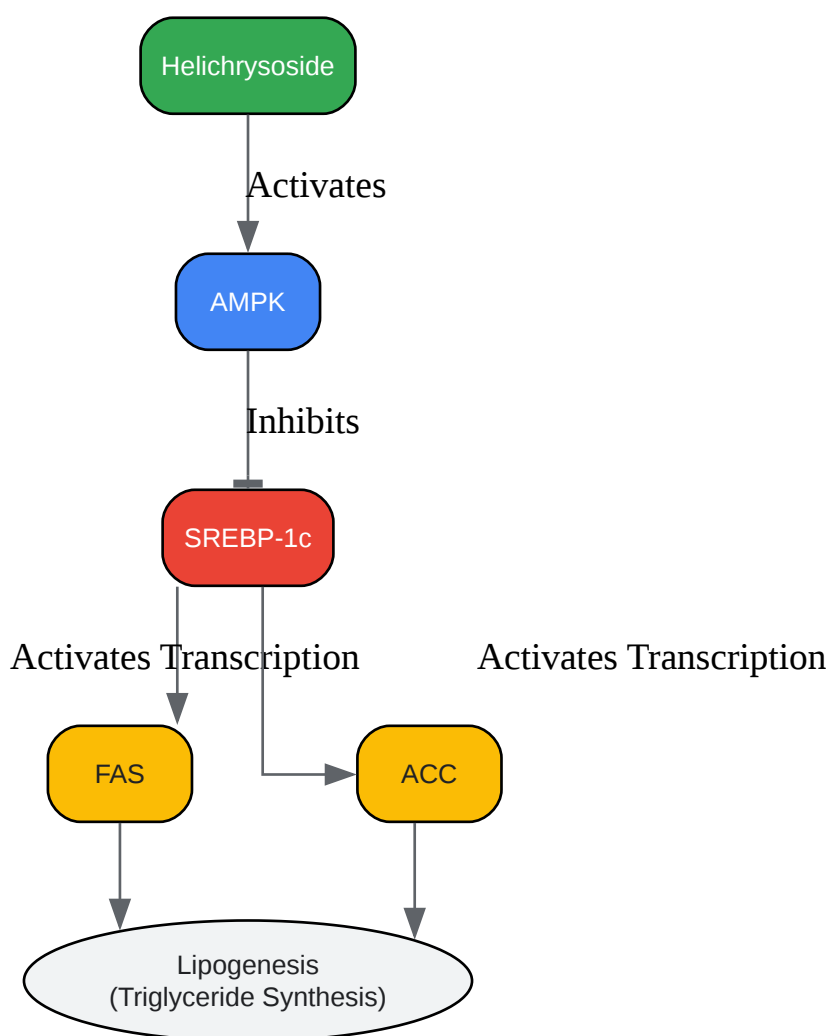 Helichrysoside
Activates
AMPK
Inhibits
SREBP-1c
Activates Transcription
Activates Transcription
FAS
ACC
Lipogenesis
(Triglyceride Synthesis)